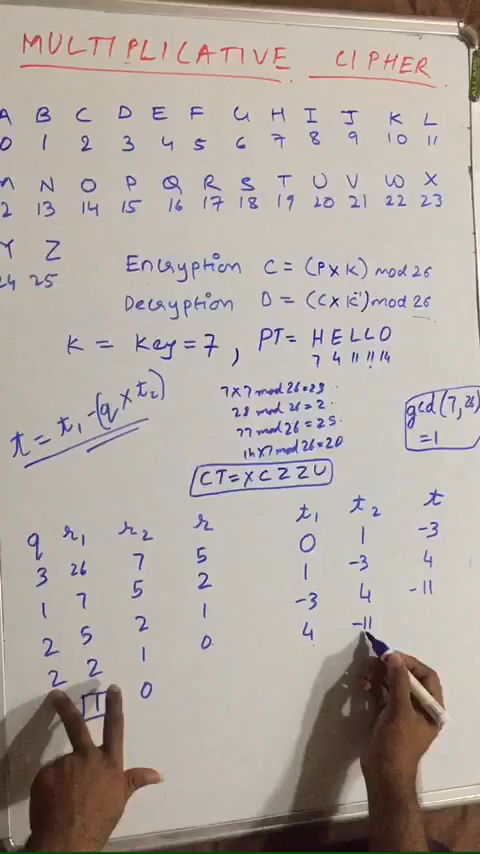 MULTIPLICATIVE CIPHER
A B C D E F G H I J K L
0 1 2 3 4 5 6 7 8 9 10 11
M N O P Q R S T U V W X
2 13 14 15 16 17 18 19 20 21 22 23
Y Z
24 25
Encryption C = (P×K) mod 26
Decryption D = (C×K⁻¹) mod 26
K = Key = 7, PT = HELLO
7 4 11 11 14
t = t₁ - (q × t₂)
7×7 mod 26 = 23
28 mod 26 = 2
77 mod 26 = 25
14×7 mod 26 = 20
gcd(7,26)
= 1
CT = XCZZU
q r₁ r₂ r t₁ t₂ t
3 26 7 5 0 1 -3
1 7 5 2 1 -3 4
2 5 2 1 -3 4 -11
2 2 1 0 4 -11
1 0